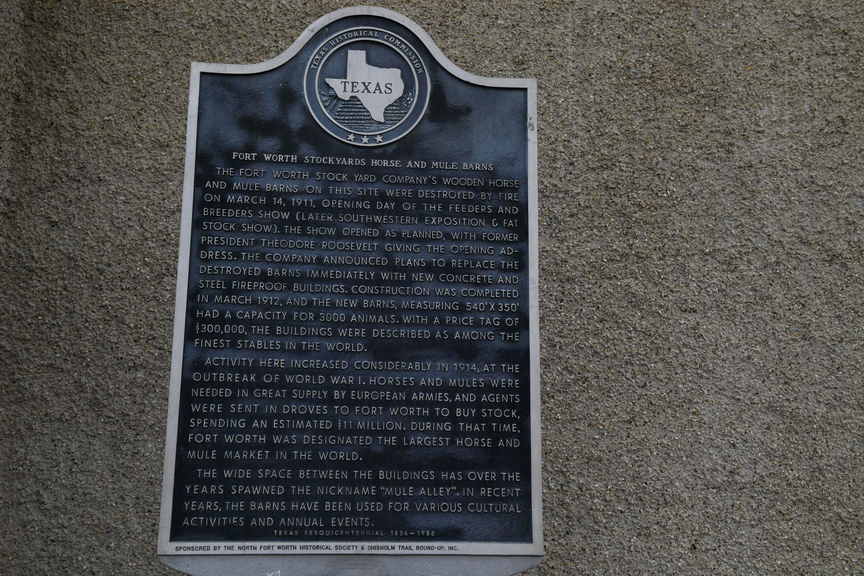 TEXAS HISTORICAL COMMISSION
TEXAS
FORT WORTH STOCKYARDS HORSE AND MULE BARNS
THE FORT WORTH STOCK YARD COMPANY'S WOODEN HORSE
AND MULE BARNS ON THIS SITE WERE DESTROYED BY FIRE
ON MARCH 14, 1911, OPENING DAY OF THE FEEDERS AND
BREEDERS SHOW (LATER SOUTHWESTERN EXPOSITION & FAT
STOCK SHOW). THE SHOW OPENED AS PLANNED, WITH FORMER
PRESIDENT THEODORE ROOSEVELT GIVING THE OPENING AD-
DRESS. THE COMPANY ANNOUNCED PLANS TO REPLACE THE
DESTROYED BARNS IMMEDIATELY WITH NEW CONCRETE AND
STEEL FIREPROOF BUILDINGS. CONSTRUCTION WAS COMPLETED
IN MARCH 1912, AND THE NEW BARNS, MEASURING 540' X 350'
HAD A CAPACITY FOR 3000 ANIMALS. WITH A PRICE TAG OF
$300,000, THE BUILDINGS WERE DESCRIBED AS AMONG THE
FINEST STABLES IN THE WORLD.
ACTIVITY HERE INCREASED CONSIDERABLY IN 1914, AT THE
OUTBREAK OF WORLD WAR I. HORSES AND MULES WERE
NEEDED IN GREAT SUPPLY BY EUROPEAN ARMIES, AND AGENTS
WERE SENT IN DROVES TO FORT WORTH TO BUY STOCK,
SPENDING AN ESTIMATED $11 MILLION. DURING THAT TIME,
FORT WORTH WAS DESIGNATED THE LARGEST HORSE AND
MULE MARKET IN THE WORLD.
THE WIDE SPACE BETWEEN THE BUILDINGS HAS OVER THE
YEARS SPAWNED THE NICKNAME "MULE ALLEY". IN RECENT
YEARS, THE BARNS HAVE BEEN USED FOR VARIOUS CULTURAL
ACTIVITIES AND ANNUAL EVENTS.
TEXAS SESQUICENTENNIAL 1836-1986
SPONSORED BY THE NORTH FORT WORTH HISTORICAL SOCIETY & CHISHOLM TRAIL ROUND-UP, INC.